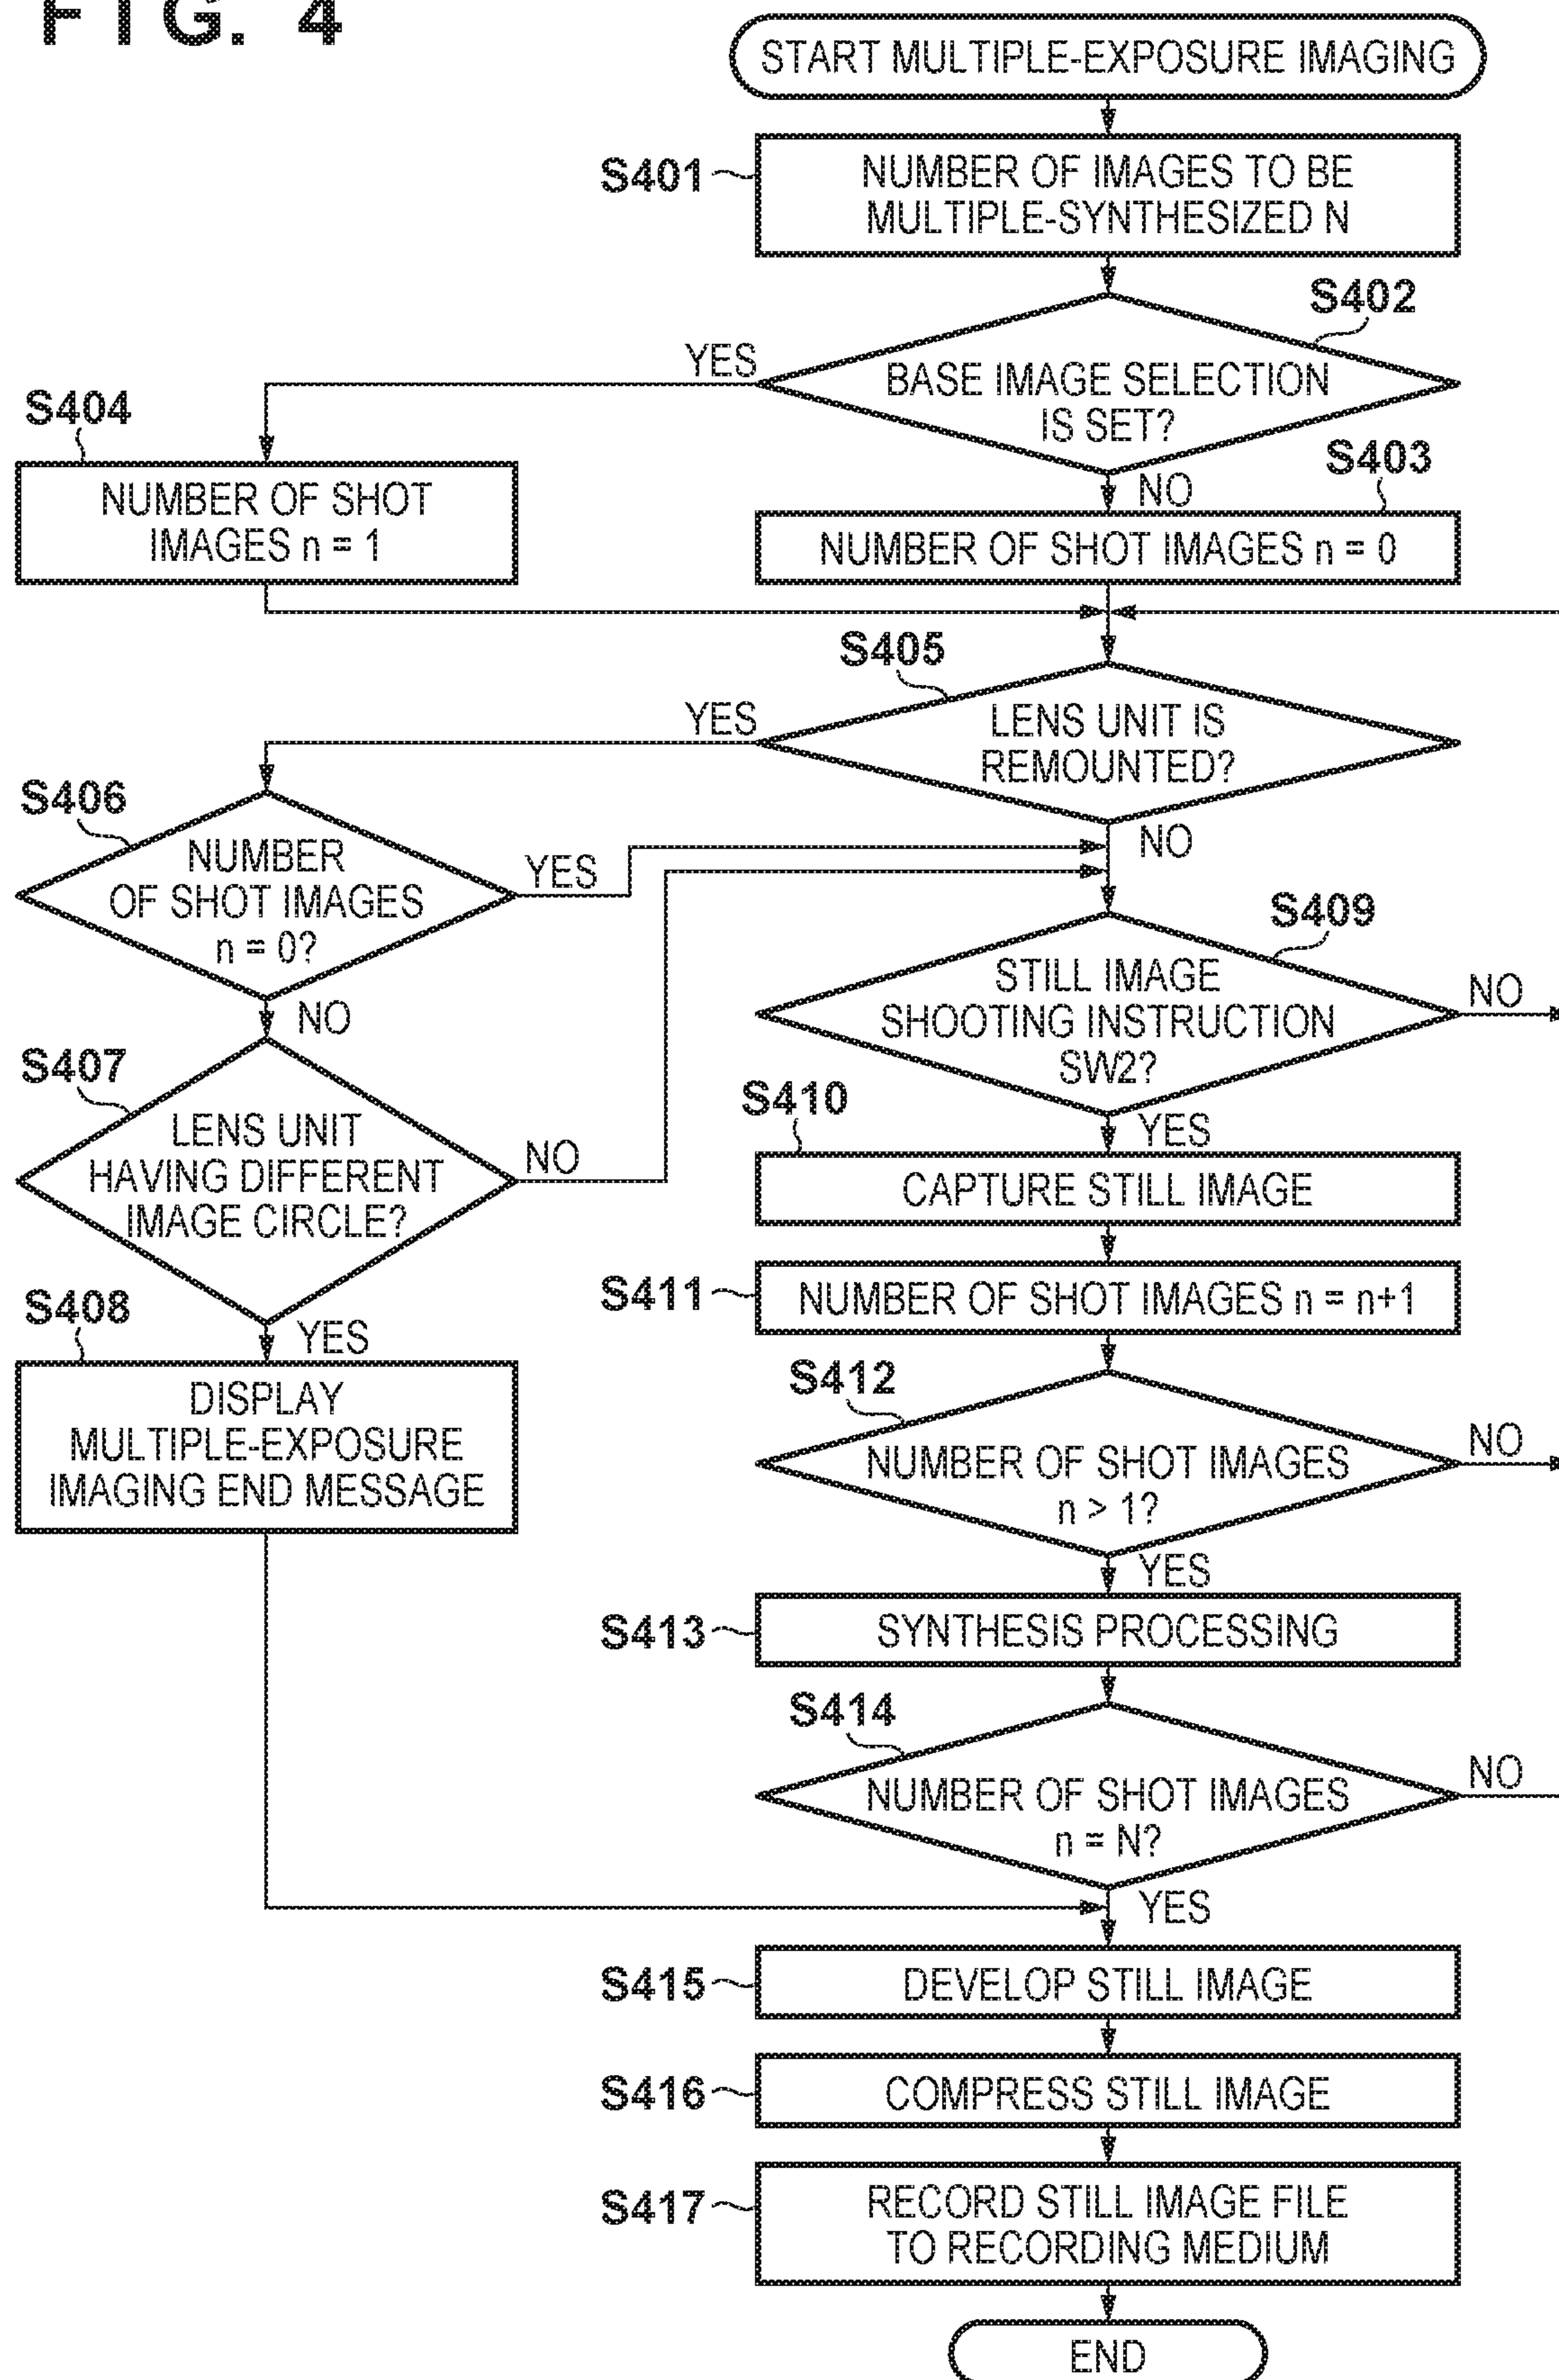 FIG. 4
START MULTIPLE-EXPOSURE IMAGING
S401
NUMBER OF IMAGES TO BE
MULTIPLE-SYNTHESIZED N
S402
BASE IMAGE SELECTION
IS SET?
YES
NO
S404
NUMBER OF SHOT
IMAGES n = 1
S403
NUMBER OF SHOT IMAGES n = 0
S405
LENS UNIT IS
REMOUNTED?
YES
NO
S406
NUMBER
OF SHOT IMAGES
n = 0?
YES
NO
S407
LENS UNIT
HAVING DIFFERENT
IMAGE CIRCLE?
NO
YES
S408
DISPLAY
MULTIPLE-EXPOSURE
IMAGING END MESSAGE
S409
STILL IMAGE
SHOOTING INSTRUCTION
SW2?
NO
YES
S410
CAPTURE STILL IMAGE
S411
NUMBER OF SHOT IMAGES n = n+1
S412
NUMBER OF SHOT IMAGES
n > 1?
NO
YES
S413
SYNTHESIS PROCESSING
S414
NUMBER OF SHOT IMAGES
n = N?
NO
YES
S415
DEVELOP STILL IMAGE
S416
COMPRESS STILL IMAGE
S417
RECORD STILL IMAGE FILE
TO RECORDING MEDIUM
END